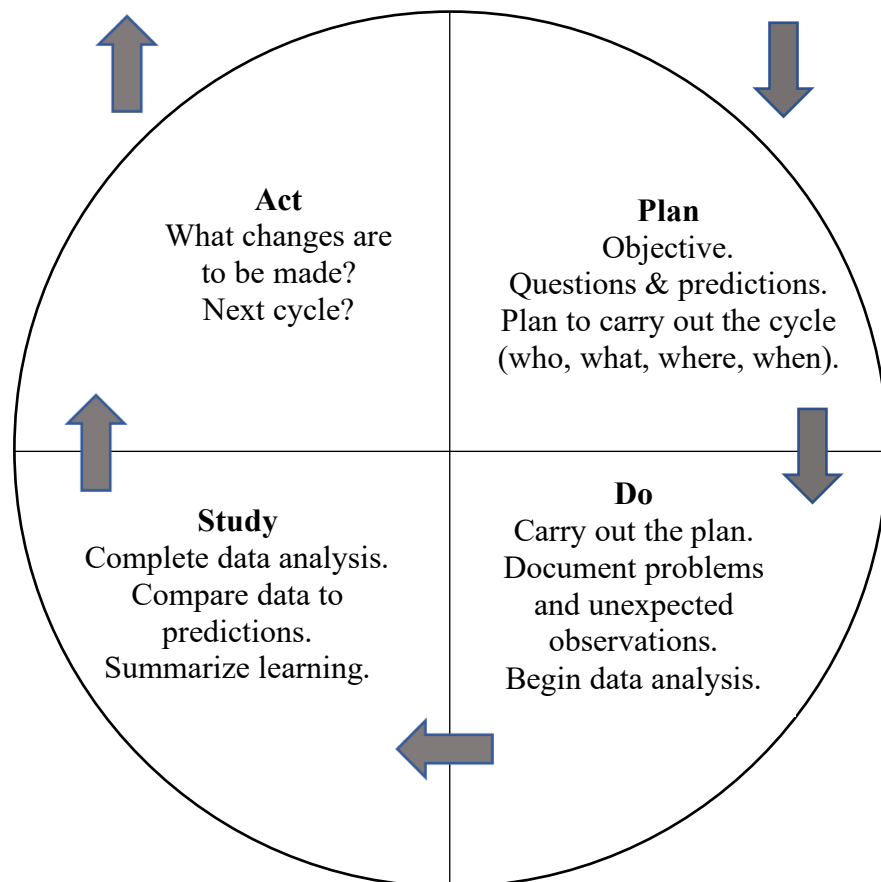 Act
What changes are
to be made?
Next cycle?
Plan
Objective.
Questions & predictions.
Plan to carry out the cycle
(who, what, where, when).
Do
Carry out the plan.
Document problems
and unexpected
observations.
Begin data analysis.
Study
Complete data analysis.
Compare data to
predictions.
Summarize learning.